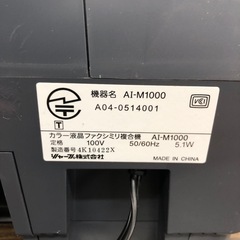 機器名 AI-M1000
A04-0514001
T
カラー液晶ファクシミリ複合機 AI-M1000
定格 100V 50/60Hz 5.1W
製造番号 4K10422X
シャープ株式会社 MADE IN CHINA